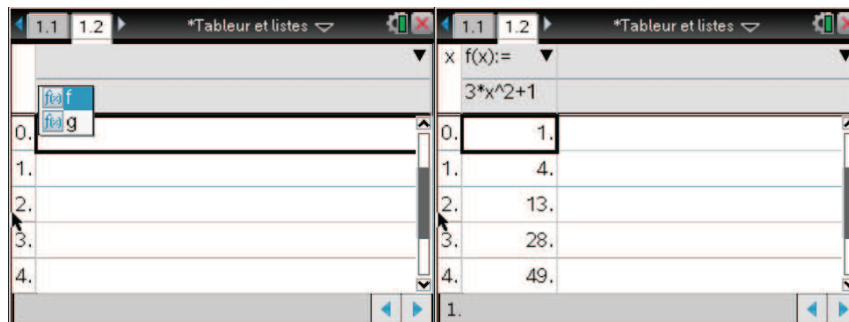 1.1 1.2 *Tableur et listes
f(x) f
f(x) g
0.
1.
2.
3.
4.
1.1 1.2 *Tableur et listes
x f(x):=
3*x^2+1
0. 1.
1. 4.
2. 13.
3. 28.
4. 49.
1.